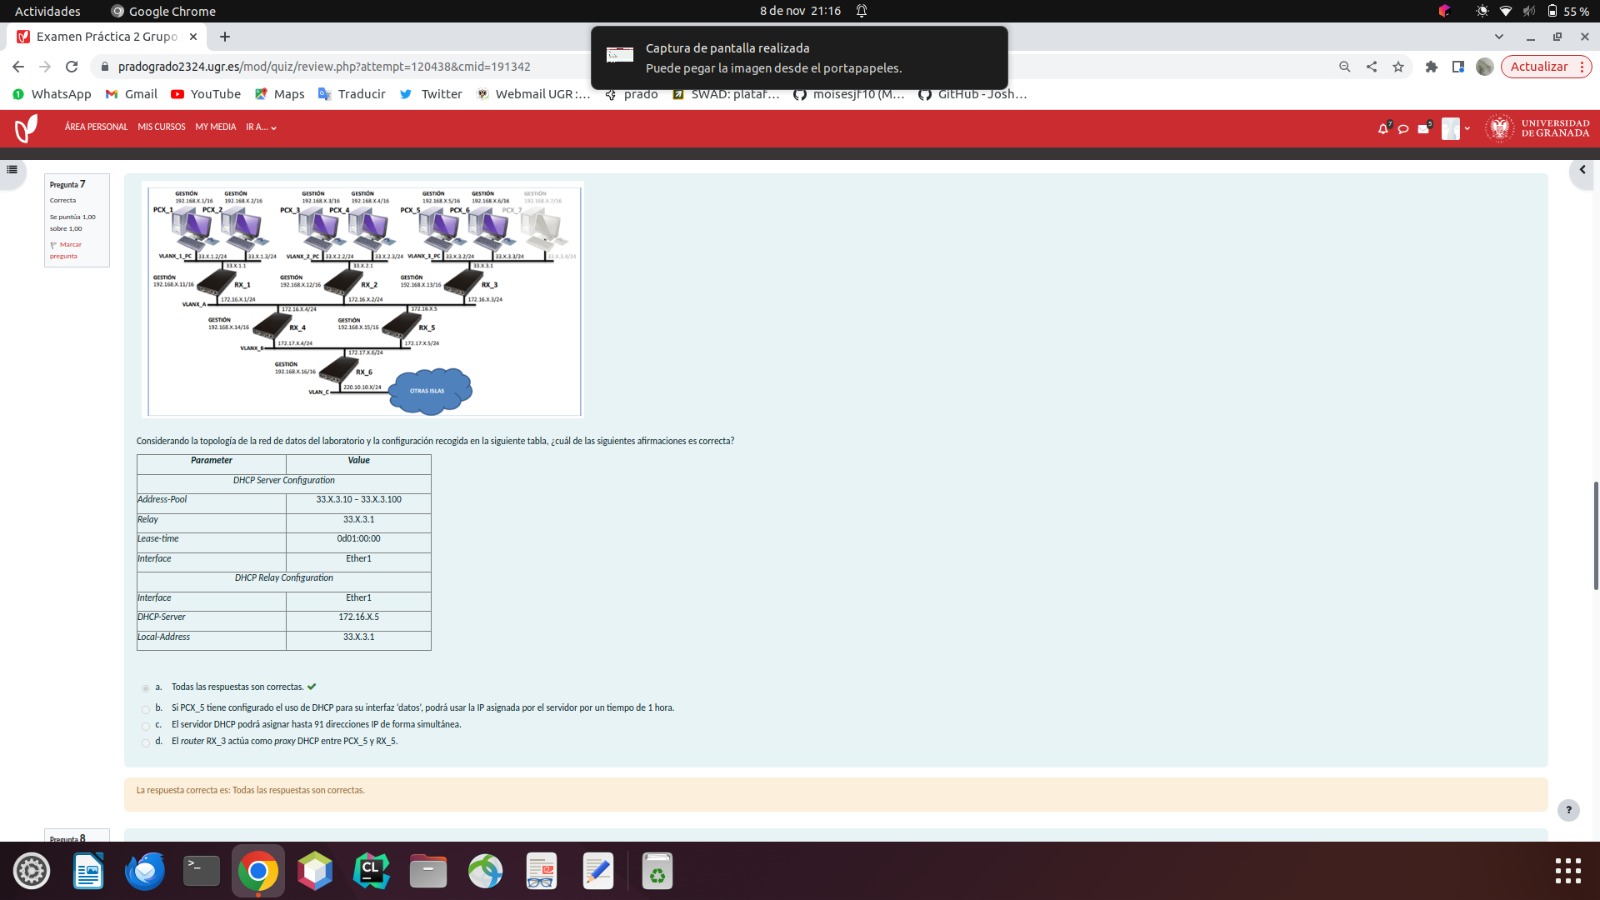 Actividades
Google Chrome
8 de nov 21:16
55 %
Examen Práctica 2 Grupo
Captura de pantalla realizada
Puede pegar la imagen desde el portapapeles.
pradogrado2324.ugr.es/mod/quiz/review.php?attempt=120438&cmid=191342
Actualizar
WhatsApp
Gmail
YouTube
Maps
Traducir
Twitter
Webmail UGR :...
prado
SWAD: plataf...
moisesjf10 (M...
GitHub - Josh...
ÁREA PERSONAL
MIS CURSOS
MY MEDIA
IR A...
UNIVERSIDAD
DE GRANADA
Pregunta 7
Correcta
Se puntúa 1,00
sobre 1,00
Marcar
pregunta
GESTIÓN GESTIÓN GESTIÓN GESTIÓN GESTIÓN GESTIÓN GESTIÓN
192.168.X.1/16 192.168.X.2/16 192.168.X.3/16 192.168.X.4/16 192.168.X.5/16 192.168.X.6/16 192.168.X.7/16
PCX_1 PCX_2 PCX_3 PCX_4 PCX_5 PCX_6 PCX_7
VLANX_1_PC 33.X.1.2/24 33.X.1.3/24 VLANX_2_PC 33.X.2.2/24 33.X.2.3/24 VLANX_3_PC 33.X.3.2/24 33.X.3.3/24 33.X.3.4/24
33.X.1.1 33.X.2.1 33.X.3.1
GESTIÓN GESTIÓN GESTIÓN
192.168.X.11/16 RX_1 192.168.X.12/16 RX_2 192.168.X.13/16 RX_3
172.16.X.1/24 172.16.X.2/24 172.16.X.3/24
VLANX_A
172.16.X.4/24 172.16.X.5
GESTIÓN GESTIÓN
192.168.X.14/16 RX_4 192.168.X.15/16 RX_5
172.17.X.4/24 172.17.X.5/24
VLANX_B
172.17.X.6/24
GESTIÓN
192.168.X.16/16 RX_6
220.10.10.X/24
VLAN_C
OTRAS ISLAS
Considerando la topología de la red de datos del laboratorio y la configuración recogida en la siguiente tabla, ¿cuál de las siguientes afirmaciones es correcta?
Parameter Value
DHCP Server Configuration
Address-Pool 33.X.3.10 – 33.X.3.100
Relay 33.X.3.1
Lease-time 0d01:00:00
Interface Ether1
DHCP Relay Configuration
Interface Ether1
DHCP-Server 172.16.X.5
Local-Address 33.X.3.1
a. Todas las respuestas son correctas.
b. Si PCX_5 tiene configurado el uso de DHCP para su interfaz 'datos', podrá usar la IP asignada por el servidor por un tiempo de 1 hora.
c. El servidor DHCP podrá asignar hasta 91 direcciones IP de forma simultánea.
d. El router RX_3 actúa como proxy DHCP entre PCX_5 y RX_5.
La respuesta correcta es: Todas las respuestas son correctas.
?
Pregunta 8